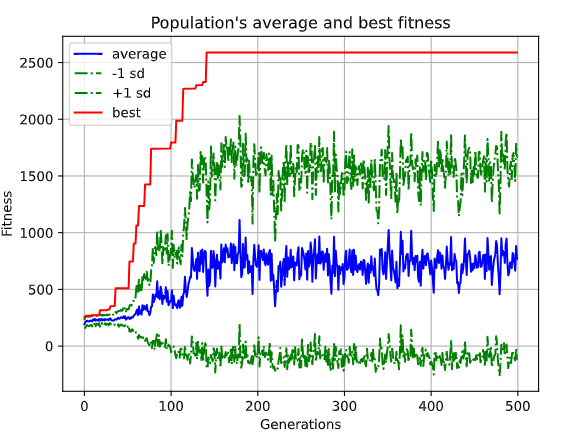 Population's average and best fitness
average
-1 sd
+1 sd
best
Fitness
2500
2000
1500
1000
500
0
0 100 200 300 400 500
Generations